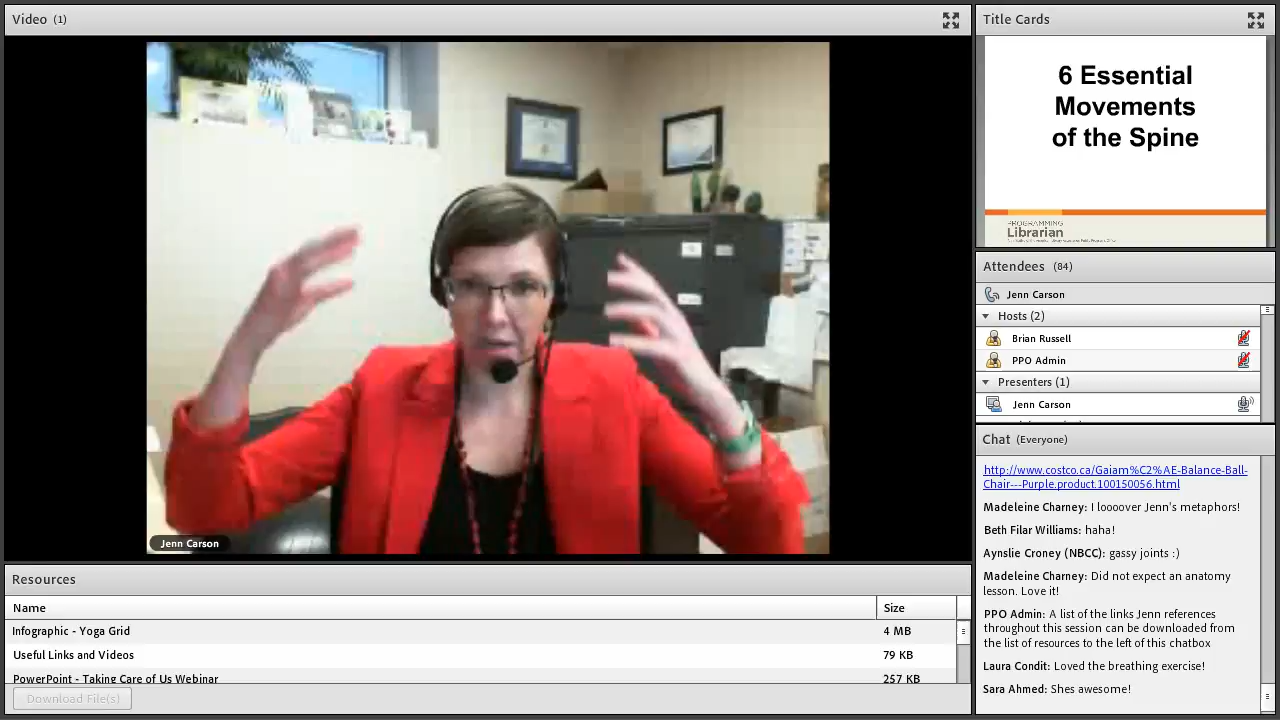 Video (1)
Jenn Carson
Resources
Name Size
Infographic - Yoga Grid 4 MB
Useful Links and Videos 79 KB
PowerPoint - Taking Care of Us Webinar 257 KB
Download File(s)
Title Cards
6 Essential
Movements
of the Spine
PROGRAMMING
Librarian
Attendees (84)
Jenn Carson
Hosts (2)
Brian Russell
PPO Admin
Presenters (1)
Jenn Carson
Chat (Everyone)
http://www.costco.ca/Gaiam%C2%AE-Balance-Ball-
Chair---Purple.product.100150056.html
Madeleine Charney: I loooover Jenn's metaphors!
Beth Filar Williams: haha!
Aynslie Croney (NBCC): gassy joints :)
Madeleine Charney: Did not expect an anatomy
lesson. Love it!
PPO Admin: A list of the links Jenn references
throughout this session can be downloaded from
the list of resources to the left of this chatbox
Laura Condit: Loved the breathing exercise!
Sara Ahmed: Shes awesome!